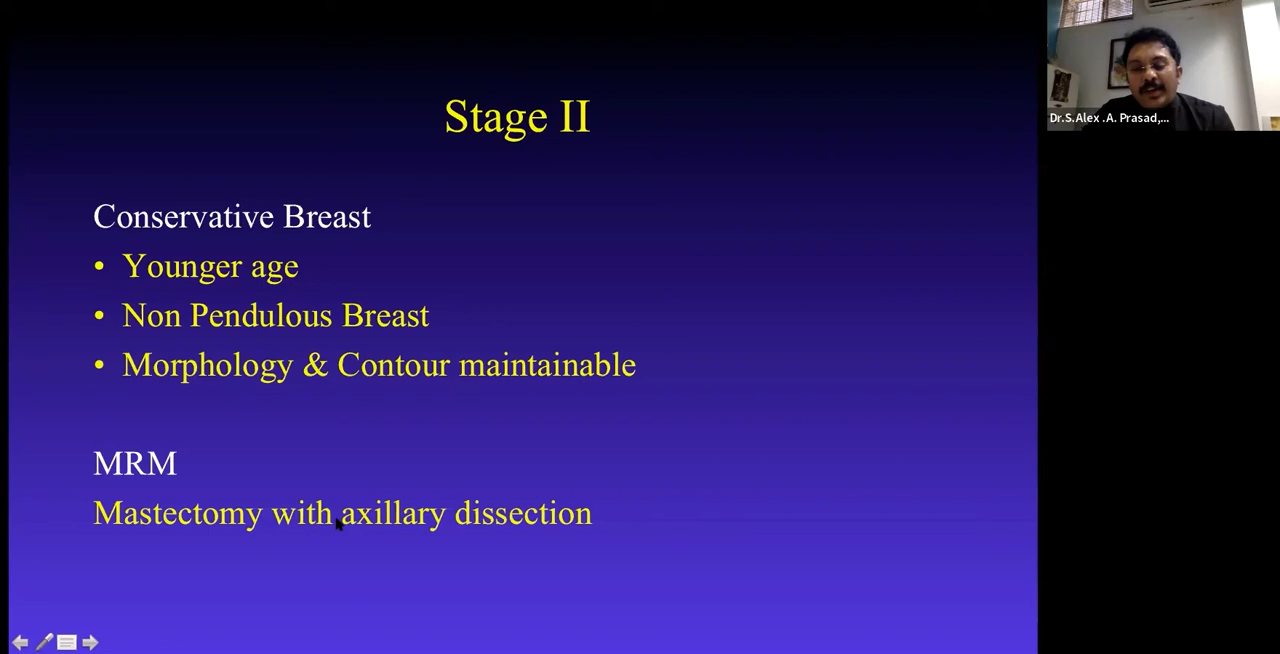 Stage II
Conservative Breast
• Younger age
• Non Pendulous Breast
• Morphology & Contour maintainable
MRM
Mastectomy with axillary dissection
Dr.S.Alex .A. Prasad,...